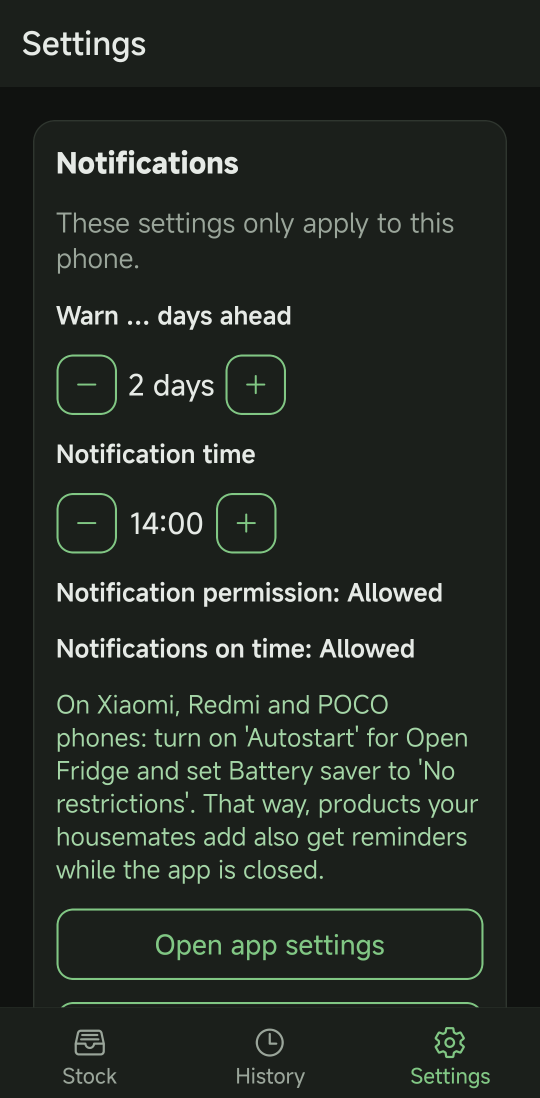 Settings
Notifications
These settings only apply to this
phone.
Warn ... days ahead
− 2 days +
Notification time
− 14:00 +
Notification permission: Allowed
Notifications on time: Allowed
On Xiaomi, Redmi and POCO
phones: turn on 'Autostart' for Open
Fridge and set Battery saver to 'No
restrictions'. That way, products your
housemates add also get reminders
while the app is closed.
Open app settings
Stock History Settings